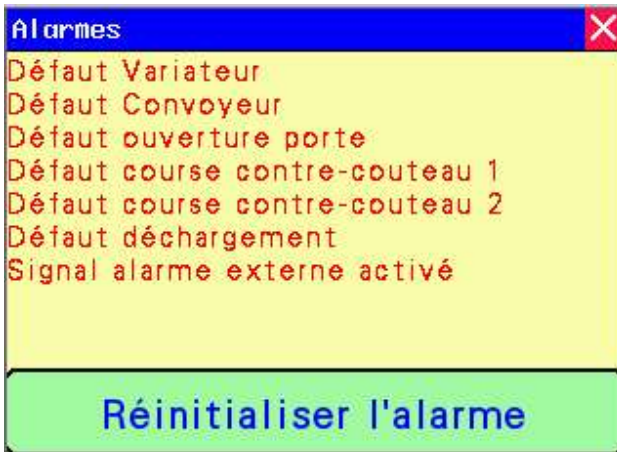 Alarmes
Défaut Variateur
Défaut Convoyeur
Défaut ouverture porte
Défaut course contre-couteau 1
Défaut course contre-couteau 2
Défaut déchargement
Signal alarme externe activé
Réinitialiser l'alarme